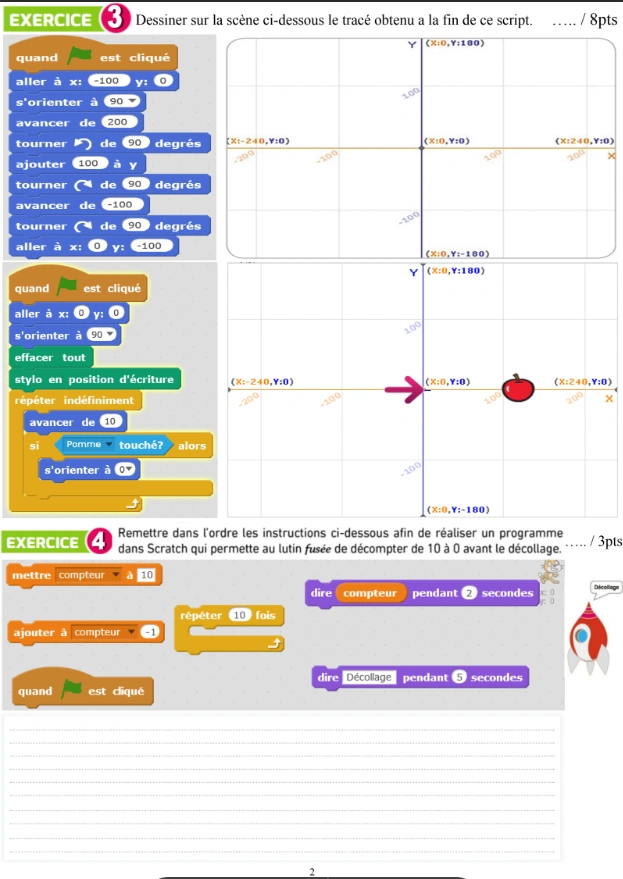 EXERCICE 3 Dessiner sur la scène ci-dessous le tracé obtenu a la fin de ce script. ….. / 8pts
quand est cliqué
aller à x: -100 y: 0
s'orienter à 90
avancer de 200
tourner de 90 degrés
ajouter 100 à y
tourner de 90 degrés
avancer de -100
tourner de 90 degrés
aller à x: 0 y: -100
Y (X:0,Y:180)
100
(X:-240,Y:0) (X:0,Y:0) (X:240,Y:0)
-200 -100 100 200 X
-100
(X:0,Y:-180)
quand est cliqué
aller à x: 0 y: 0
s'orienter à 90
effacer tout
stylo en position d'écriture
répéter indéfiniment
avancer de 10
si Pomme touché? alors
s'orienter à 0
Y (X:0,Y:180)
100
(X:-240,Y:0) (X:0,Y:0) (X:240,Y:0)
-200 -100 100 200 X
-100
(X:0,Y:-180)
EXERCICE 4 Remettre dans l'ordre les instructions ci-dessous afin de réaliser un programme
dans Scratch qui permette au lutin fusée de décompter de 10 à 0 avant le décollage. ….. / 3pts
mettre compteur à 10
ajouter à compteur -1
quand est cliqué
répéter 10 fois
dire compteur pendant 2 secondes
dire Décollage pendant 5 secondes
x: 0
y: 0
Décollage
2